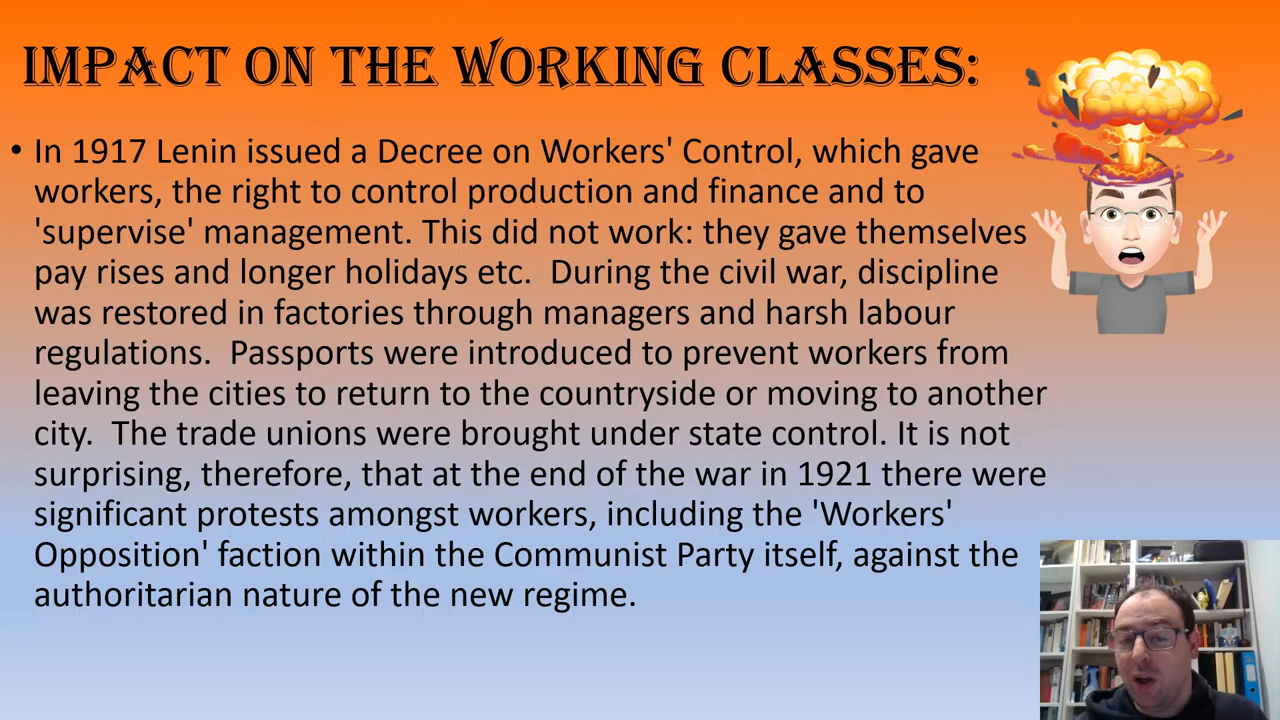 IMPACT ON THE WORKING CLASSES:
• In 1917 Lenin issued a Decree on Workers' Control, which gave
workers, the right to control production and finance and to
'supervise' management. This did not work: they gave themselves
pay rises and longer holidays etc.  During the civil war, discipline
was restored in factories through managers and harsh labour
regulations.  Passports were introduced to prevent workers from
leaving the cities to return to the countryside or moving to another
city.  The trade unions were brought under state control. It is not
surprising, therefore, that at the end of the war in 1921 there were
significant protests amongst workers, including the 'Workers'
Opposition' faction within the Communist Party itself, against the
authoritarian nature of the new regime.